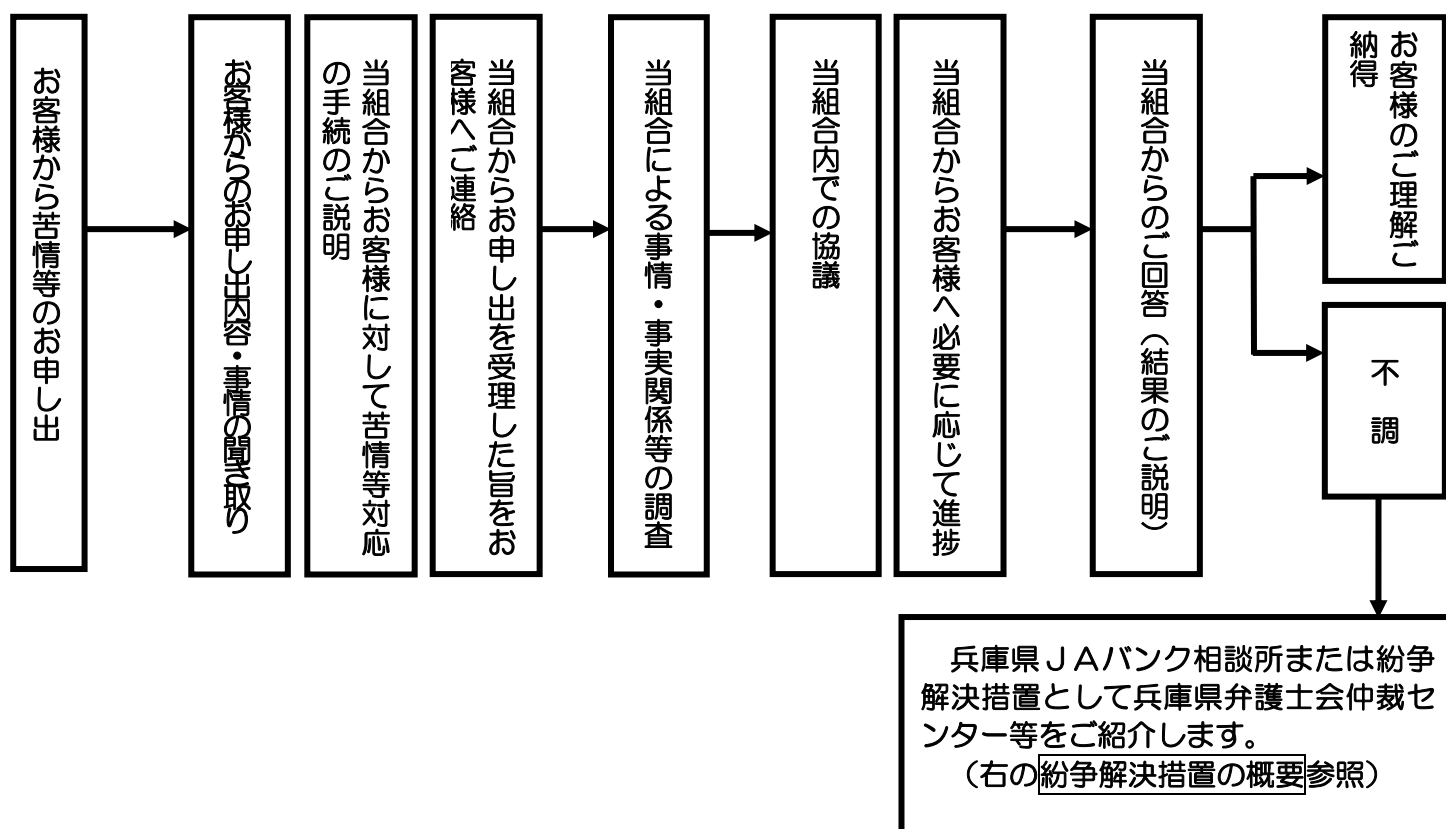 お客様から苦情等のお申し出
お客様からのお申し出内容・事情の聞き取り
当組合からお客様に対して苦情等対応
の手続のご説明
当組合からお申し出を受理した旨をお
客様へご連絡
当組合による事情・事実関係等の調査
当組合内での協議
当組合からお客様へ必要に応じて進捗
当組合からのご回答（結果のご説明）
お客様のご理解ご
納得
不調
兵庫県ＪＡバンク相談所または紛争
解決措置として兵庫県弁護士会仲裁セ
ンター等をご紹介します。
（右の紛争解決措置の概要参照）